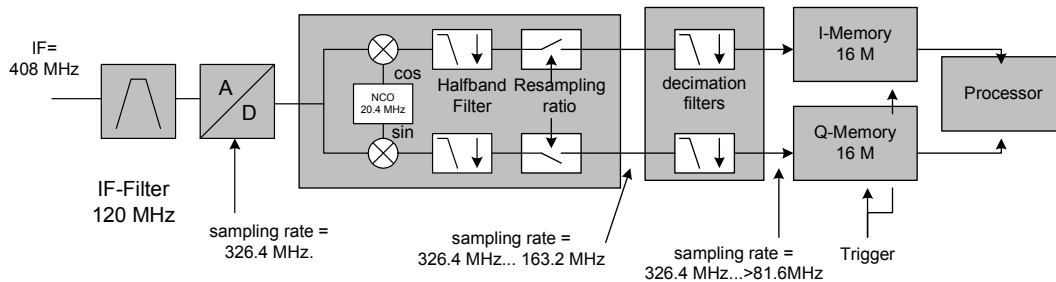 IF=
408 MHz
A
D
IF-Filter
120 MHz
sampling rate =
326.4 MHz.
cos
NCO
20.4 MHz
sin
Halfband
Filter
Resampling
ratio
sampling rate =
326.4 MHz... 163.2 MHz
decimation
filters
sampling rate =
326.4 MHz...>81.6MHz
I-Memory
16 M
Q-Memory
16 M
Trigger
Processor